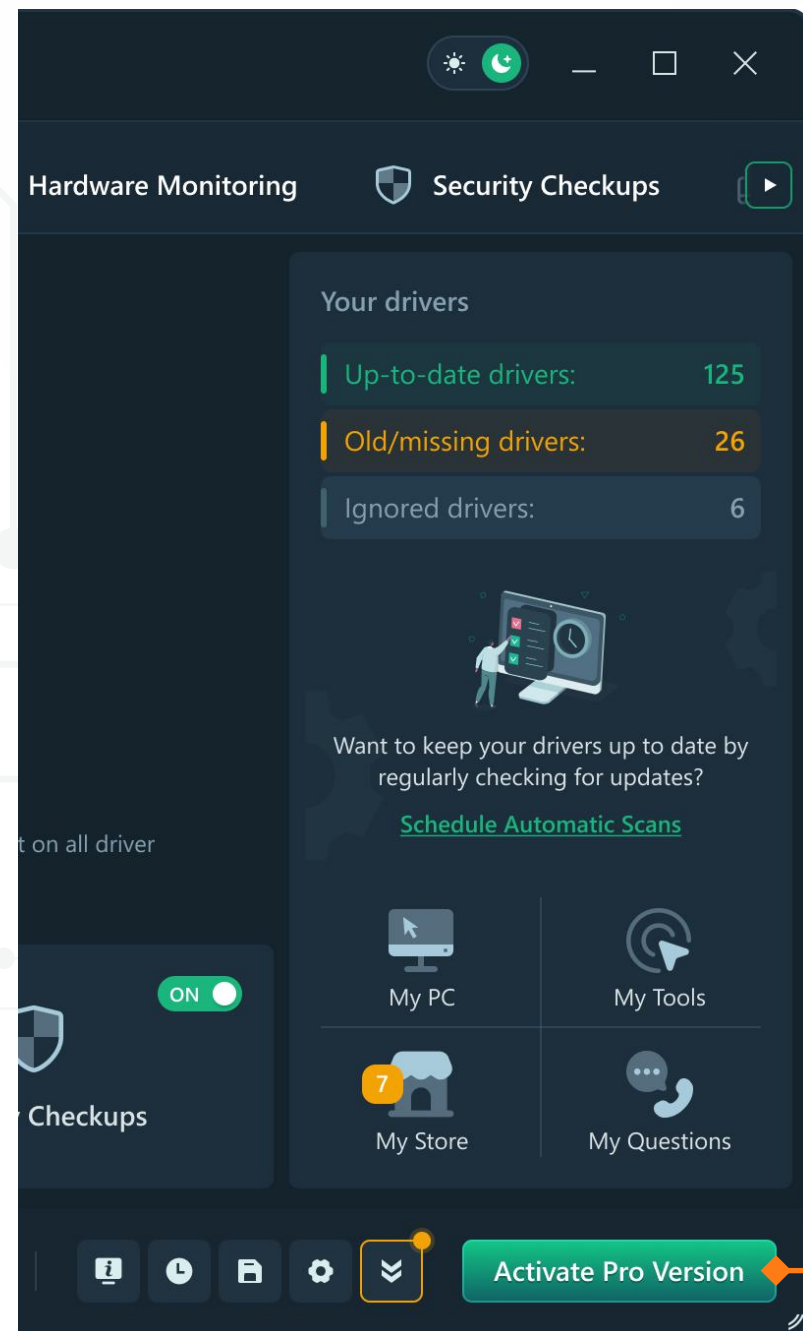 Hardware Monitoring
Security Checkups
Your drivers
Up-to-date drivers: 125
Old/missing drivers: 26
Ignored drivers: 6
Want to keep your drivers up to date by
regularly checking for updates?
Schedule Automatic Scans
t on all driver
ON
My PC
My Tools
Checkups
7
My Store
My Questions
i
Activate Pro Version